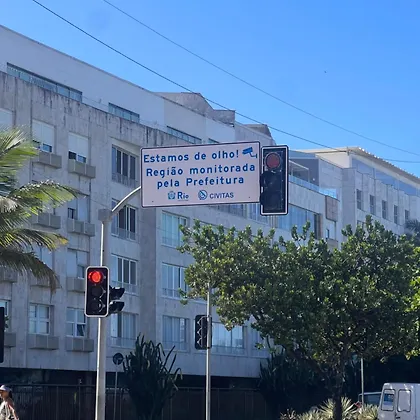 Estamos de olho!
Região monitorada
pela Prefeitura
Rio CIVITAS